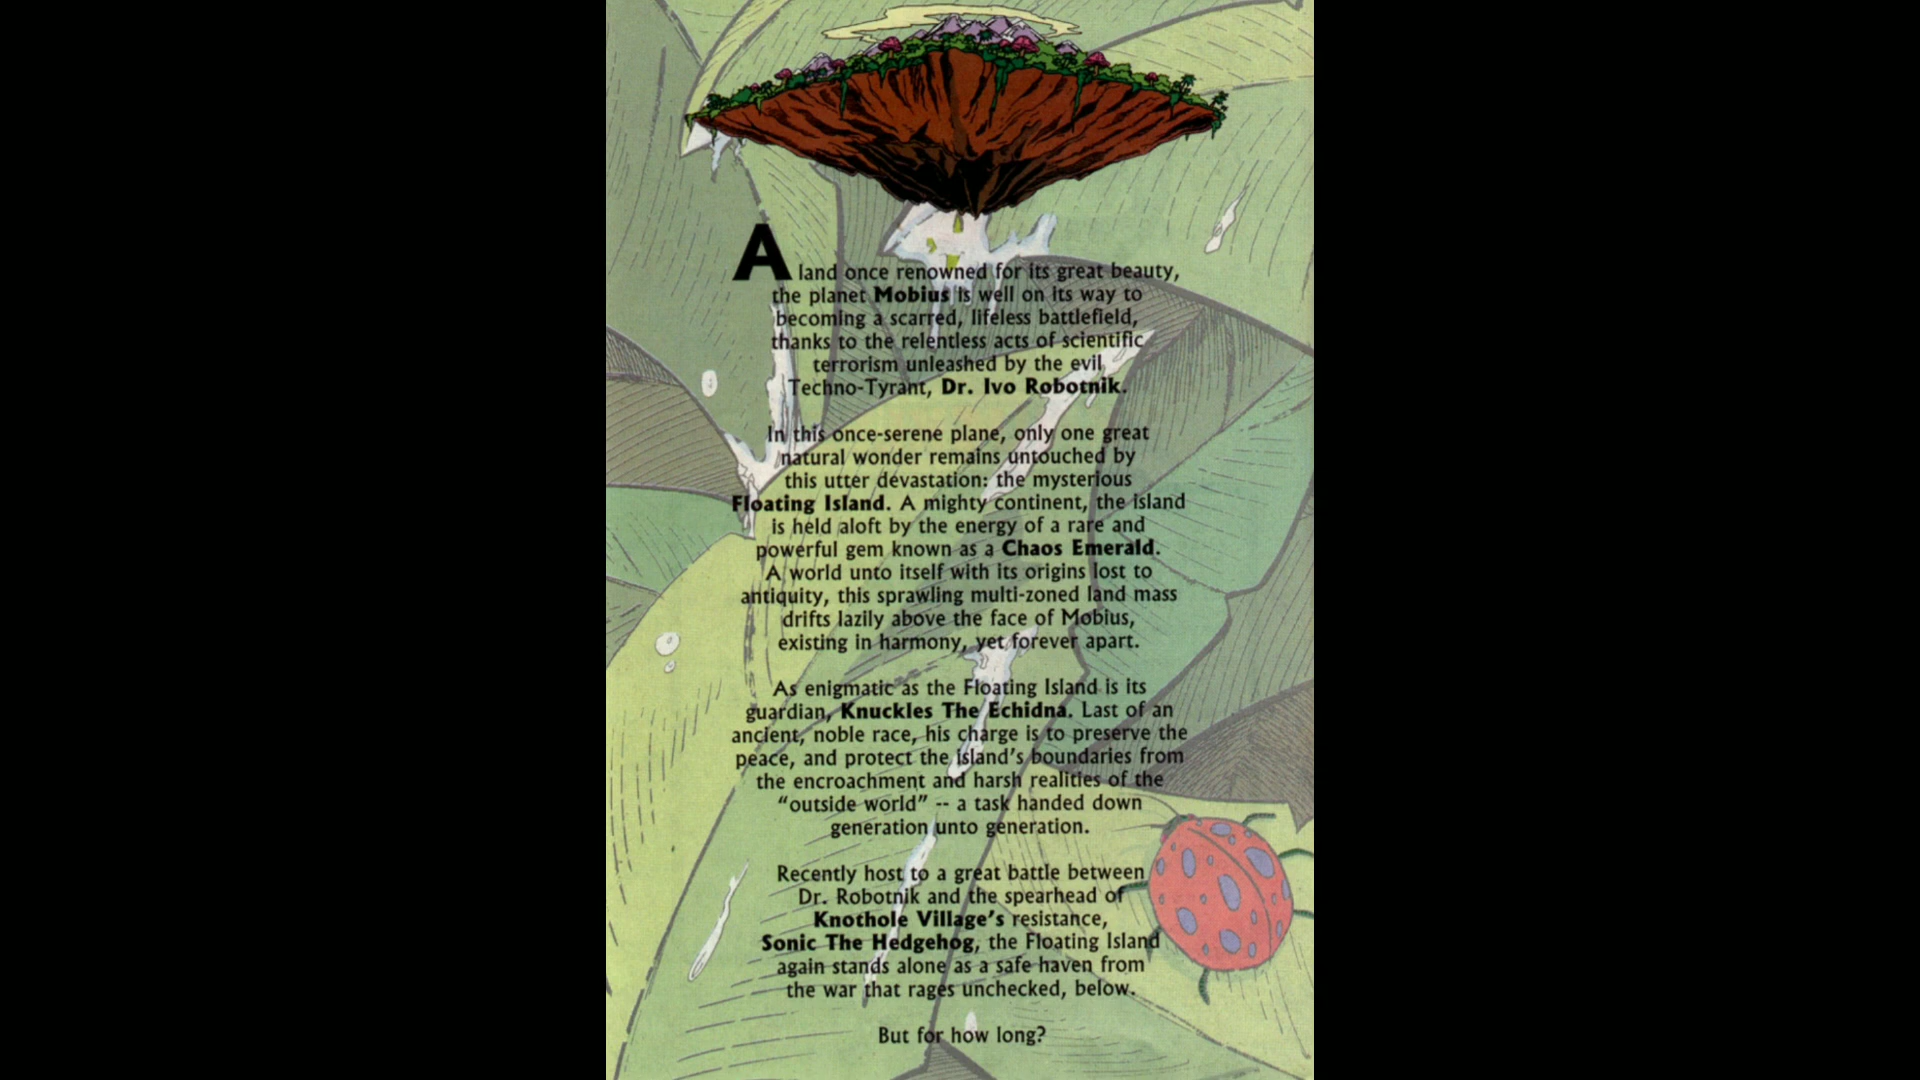 A land once renowned for its great beauty,
the planet Mobius is well on its way to
becoming a scarred, lifeless battlefield,
thanks to the relentless acts of scientific
terrorism unleashed by the evil
Techno-Tyrant, Dr. Ivo Robotnik.
In this once-serene plane, only one great
natural wonder remains untouched by
this utter devastation: the mysterious
Floating Island. A mighty continent, the island
is held aloft by the energy of a rare and
powerful gem known as a Chaos Emerald.
A world unto itself with its origins lost to
antiquity, this sprawling multi-zoned land mass
drifts lazily above the face of Mobius,
existing in harmony, yet forever apart.
As enigmatic as the Floating Island is its
guardian, Knuckles The Echidna. Last of an
ancient, noble race, his charge is to preserve the
peace, and protect the island's boundaries from
the encroachment and harsh realities of the
"outside world" -- a task handed down
generation unto generation.
Recently host to a great battle between
Dr. Robotnik and the spearhead of
Knothole Village's resistance,
Sonic The Hedgehog, the Floating Island
again stands alone as a safe haven from
the war that rages unchecked, below.
But for how long?